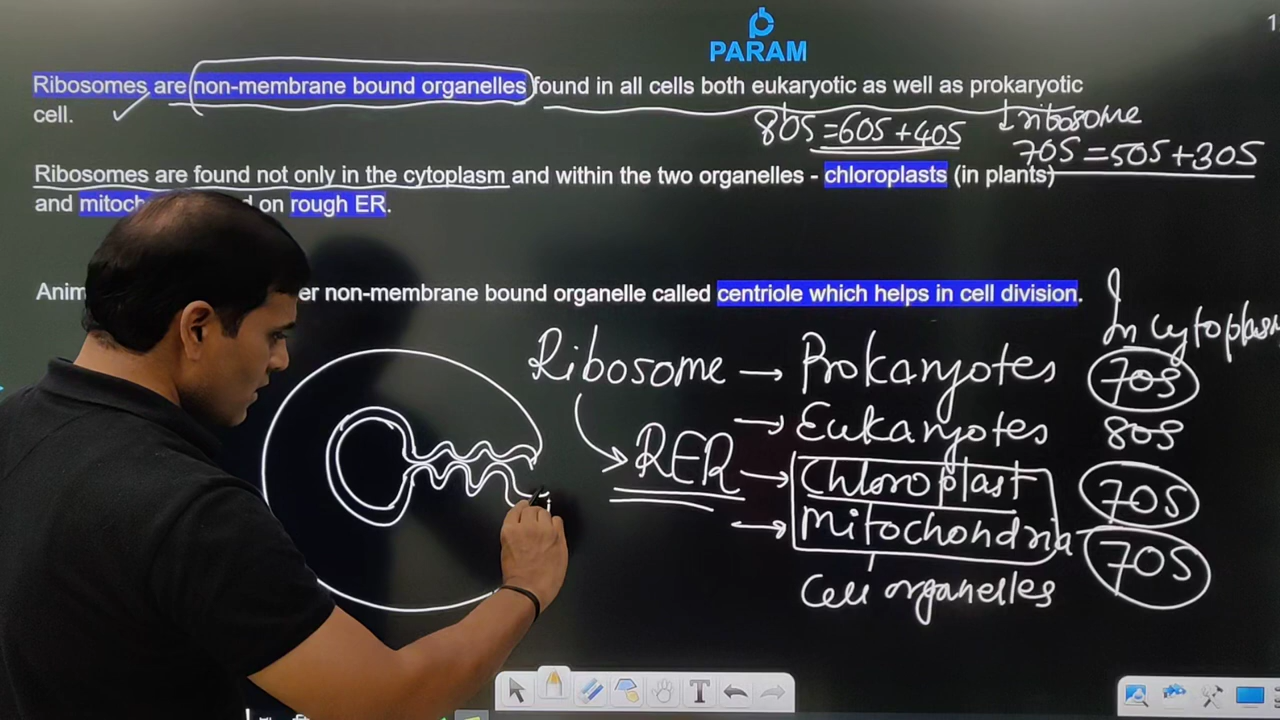 1
PARAM
Ribosomes are non-membrane bound organelles found in all cells both eukaryotic as well as prokaryotic
cell.
80S = 60S + 40S
ribosome
70S = 50S + 30S
Ribosomes are found not only in the cytoplasm and within the two organelles - chloroplasts (in plants)
and on rough ER.
non-membrane bound organelle called centriole which helps in cell division.
In cytoplasm
Ribosome → Prokaryotes 70S
→ Eukaryotes 80S
RER → Chloroplast 70S
→ Mitochondria 70S
Cell organelles
T